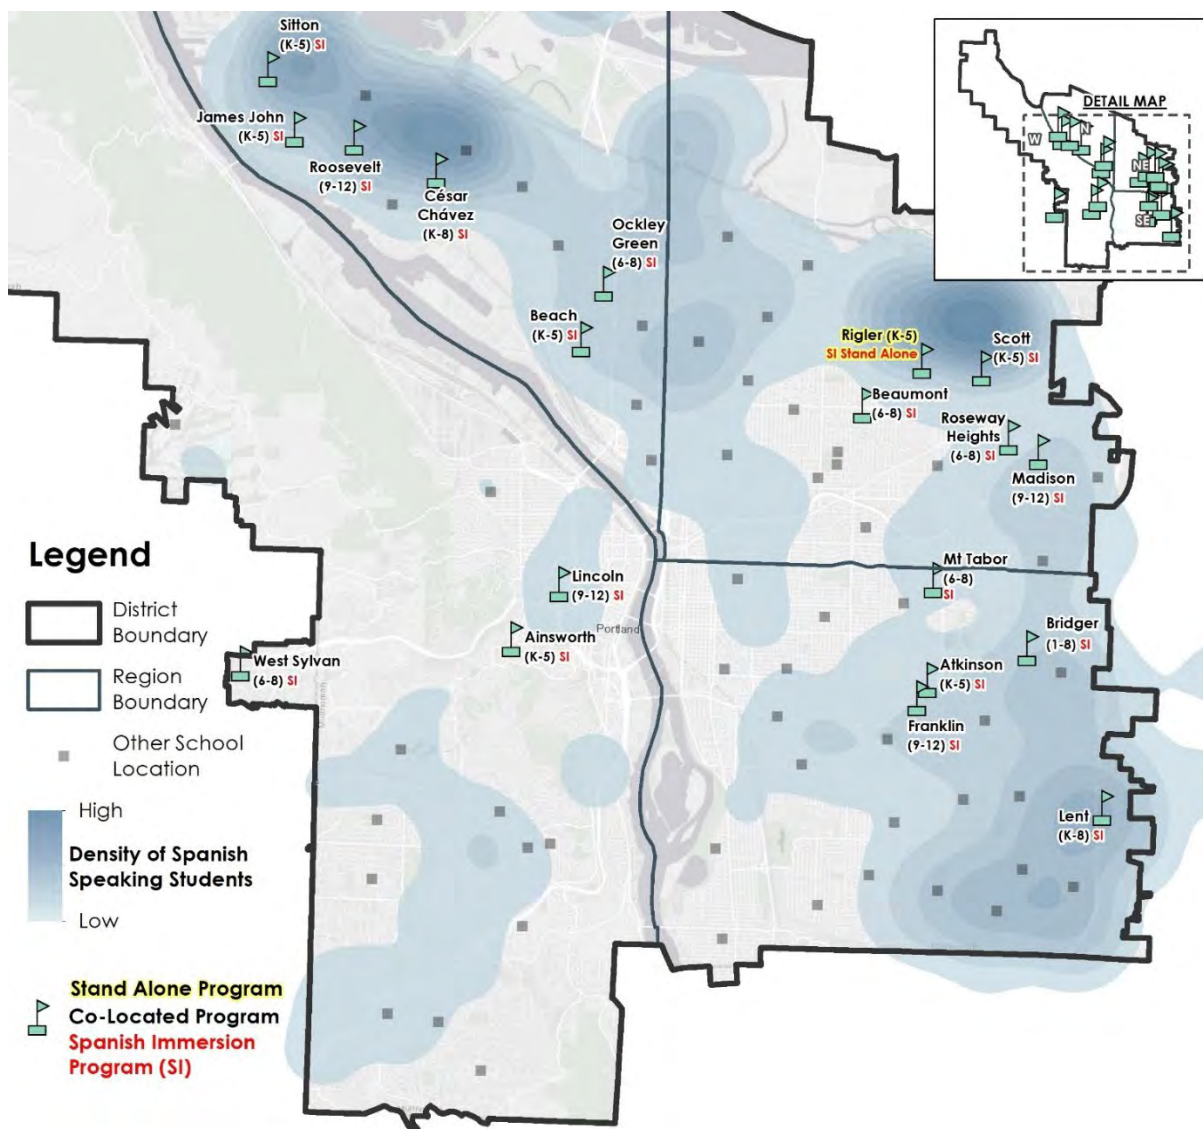 Sitton
(K-5) SI
James John
(K-5) SI
Roosevelt
(9-12) SI
César
Chávez
(K-8) SI
Ockley
Green
(6-8) SI
Beach
(K-5) SI
Rigler (K-5)
SI Stand Alone
Scott
(K-5) SI
Beaumont
(6-8) SI
Roseway
Heights
(6-8) SI
Madison
(9-12) SI
Mt Tabor
(6-8)
SI
Lincoln
(9-12) SI
Portland
Ainsworth
(K-5) SI
West Sylvan
(6-8) SI
Bridger
(1-8) SI
Atkinson
(K-5) SI
Franklin
(9-12) SI
Lent
(K-8) SI
DETAIL MAP
W
N
NE
SE
Legend
District
Boundary
Region
Boundary
Other School
Location
High
Density of Spanish
Speaking Students
Low
Stand Alone Program
Co-Located Program
Spanish Immersion
Program (SI)